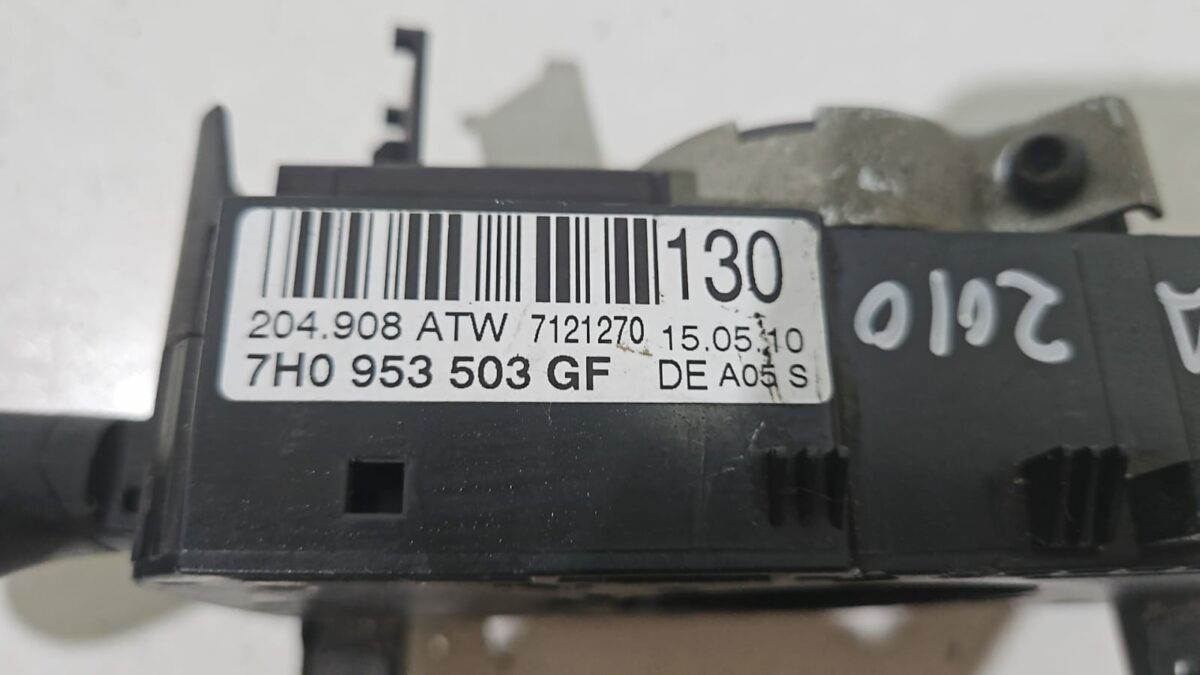 130
204.908 ATW 7121270 15.05.10
7H0 953 503 GF DE A05 S
2010